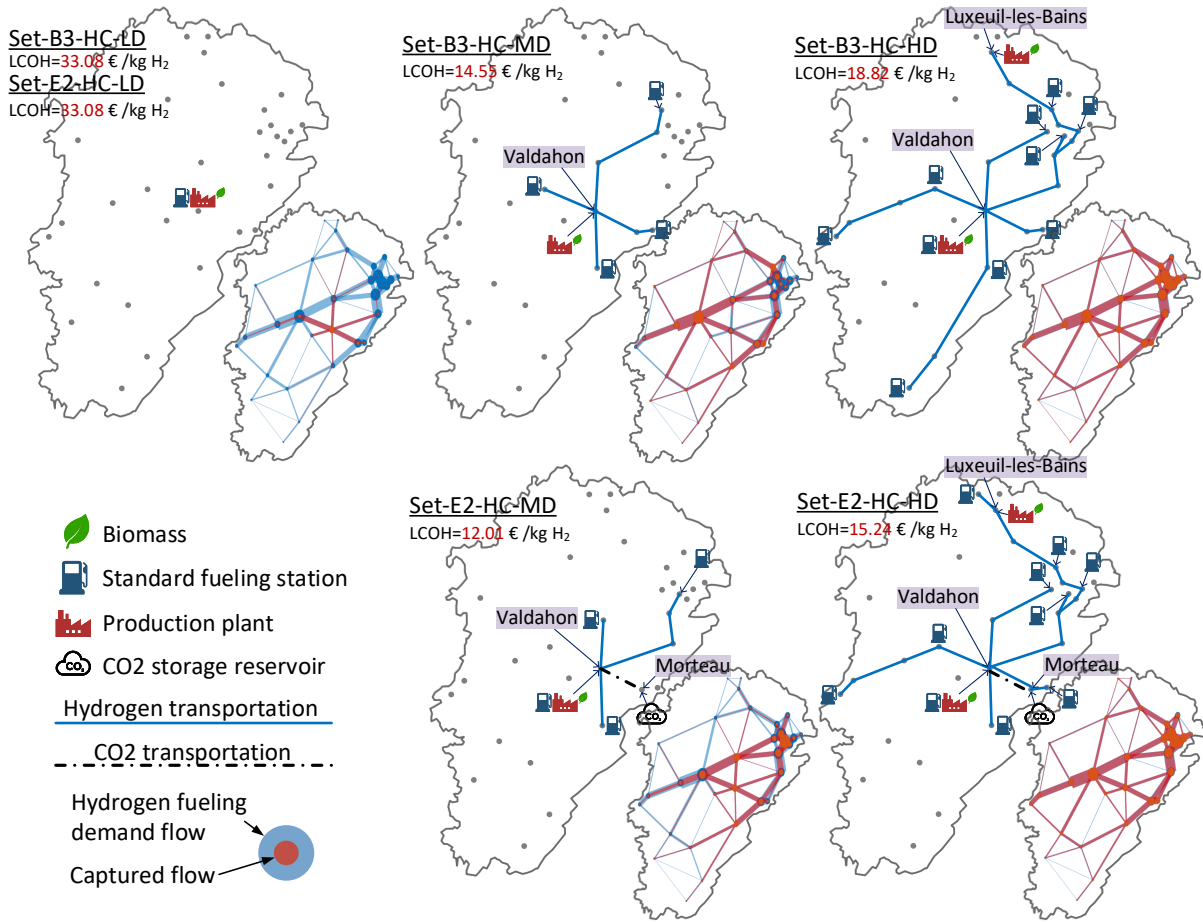 Set-B3-HC-LD
LCOH=33.08 € /kg H₂
Set-E2-HC-LD
LCOH=33.08 € /kg H₂
Set-B3-HC-MD
LCOH=14.55 € /kg H₂
Valdahon
Luxeuil-les-Bains
Set-B3-HC-HD
LCOH=18.82 € /kg H₂
Valdahon
Set-E2-HC-MD
LCOH=12.01 € /kg H₂
Valdahon
Morteau
CO₂
Luxeuil-les-Bains
Set-E2-HC-HD
LCOH=15.24 € /kg H₂
Valdahon
Morteau
CO₂
Biomass
Standard fueling station
Production plant
CO₂
CO2 storage reservoir
Hydrogen transportation
CO2 transportation
Hydrogen fueling
demand flow
Captured flow